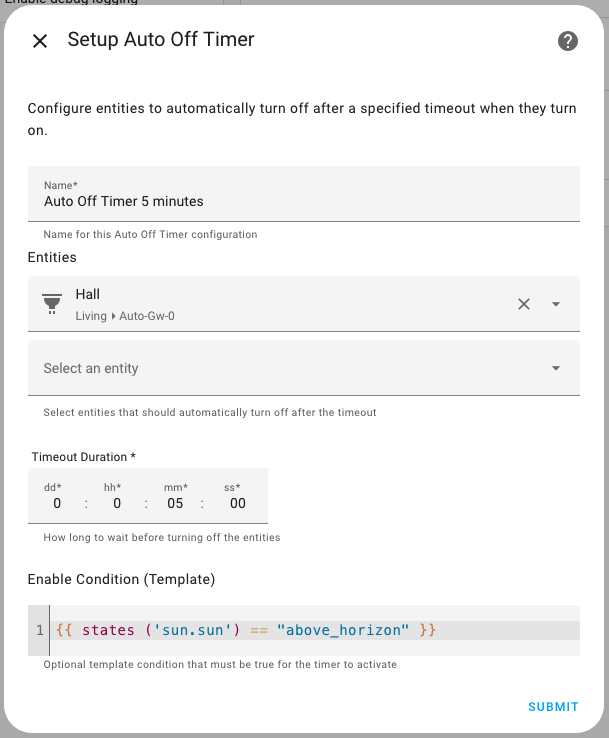 Enable debug logging
Setup Auto Off Timer
Configure entities to automatically turn off after a specified timeout when they turn
on.
Name*
Auto Off Timer 5 minutes
Name for this Auto Off Timer configuration
Entities
Hall
Living ▸ Auto-Gw-0
Select an entity
Select entities that should automatically turn off after the timeout
Timeout Duration *
dd* hh* mm* ss*
0 : 0 : 05 : 00
How long to wait before turning off the entities
Enable Condition (Template)
1 {{ states ('sun.sun') == "above_horizon" }}
Optional template condition that must be true for the timer to activate
SUBMIT